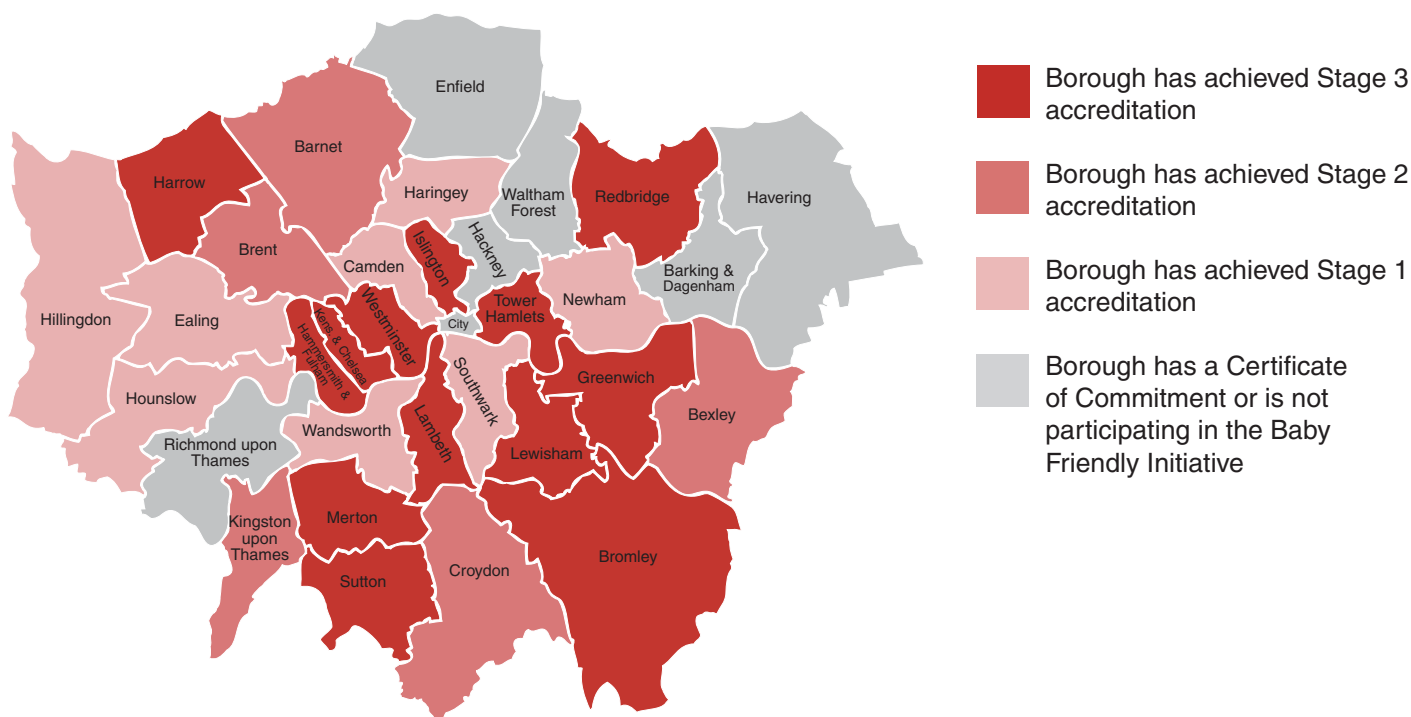 Enfield
Barnet
Harrow
Haringey
Waltham
Forest
Redbridge
Havering
Brent
Camden
Islington
Hackney
Barking &
Dagenham
Hillingdon
Ealing
Westminster
Kens. & Chelsea
Hammersmith &
Fulham
City
Tower
Hamlets
Newham
Hounslow
Richmond upon
Thames
Wandsworth
Lambeth
Southwark
Greenwich
Lewisham
Bexley
Kingston
upon
Thames
Merton
Sutton
Croydon
Bromley
Borough has achieved Stage 3
accreditation
Borough has achieved Stage 2
accreditation
Borough has achieved Stage 1
accreditation
Borough has a Certificate
of Commitment or is not
participating in the Baby
Friendly Initiative